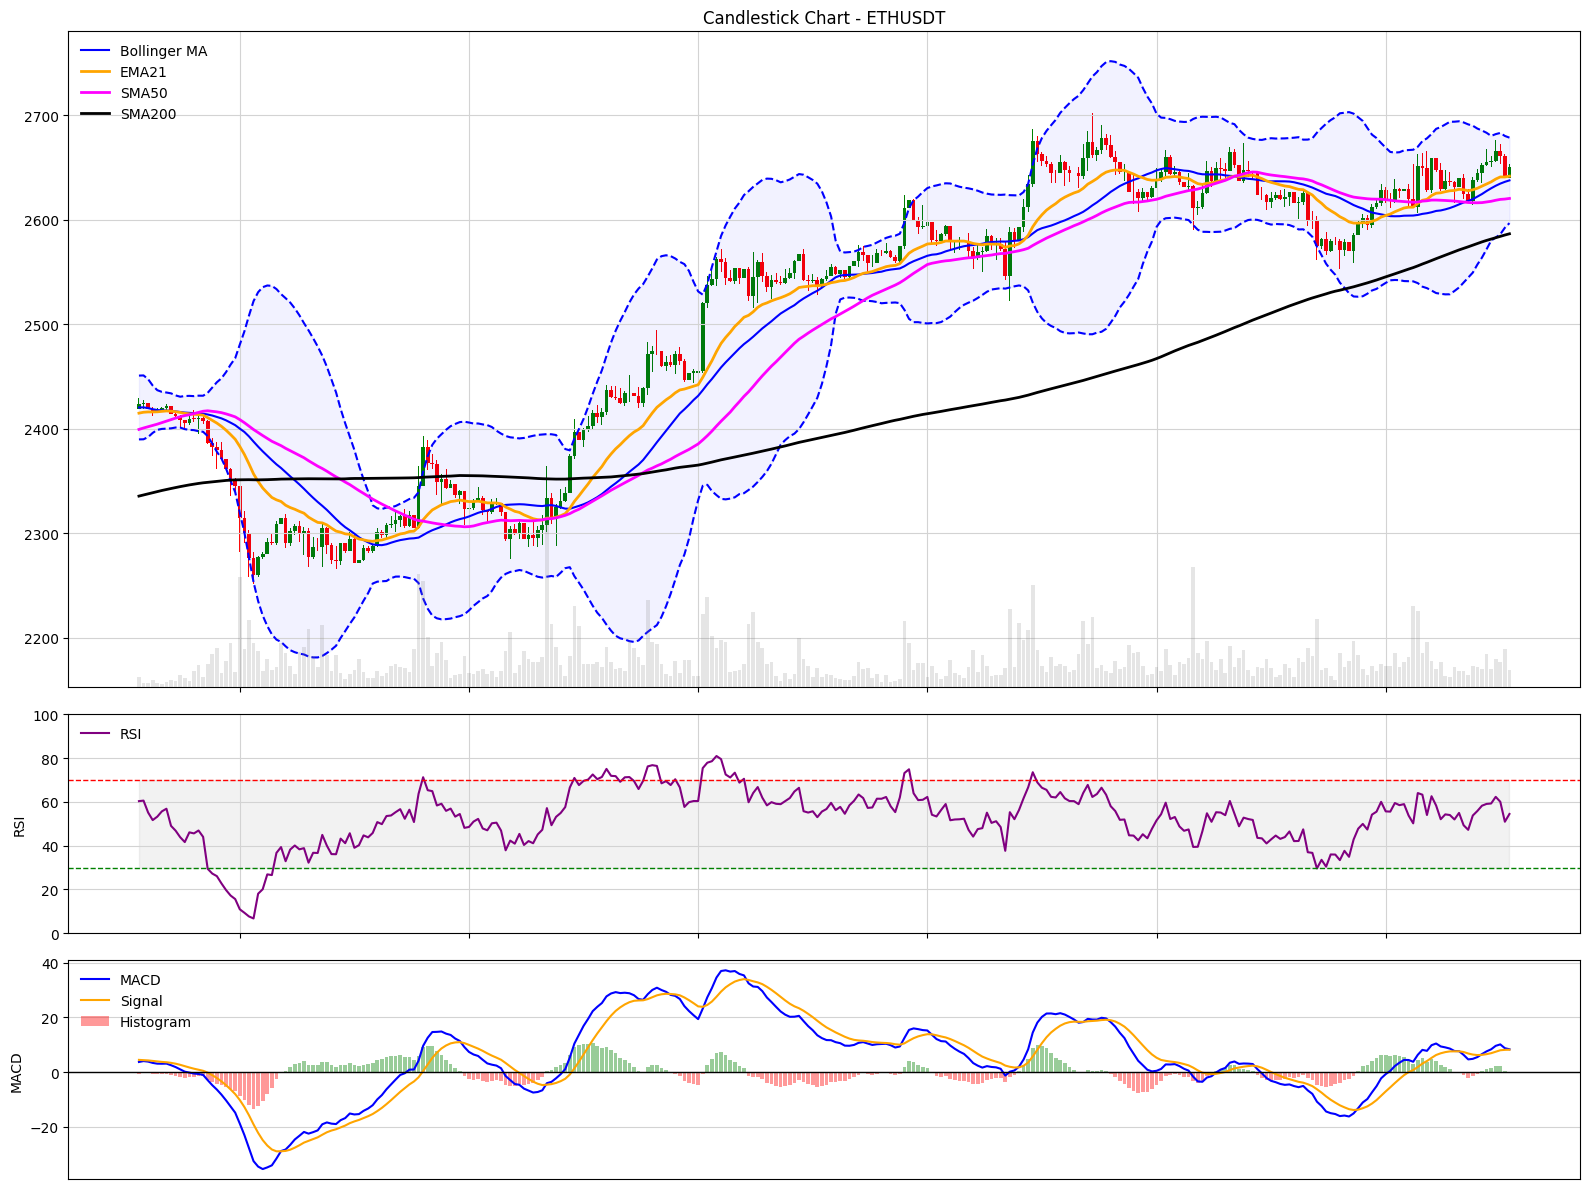 Candlestick Chart - ETHUSDT
Bollinger MA
EMA21
SMA50
SMA200
2700
2600
2500
2400
2300
2200
100
80
60
40
20
0
RSI
RSI
40
20
0
−20
MACD
MACD
Signal
Histogram